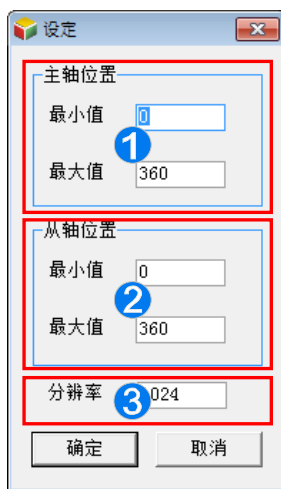 设定
主轴位置
最小值 0
1
最大值 360
从轴位置
最小值 0
2
最大值 360
分辨率 3 024
确定 取消